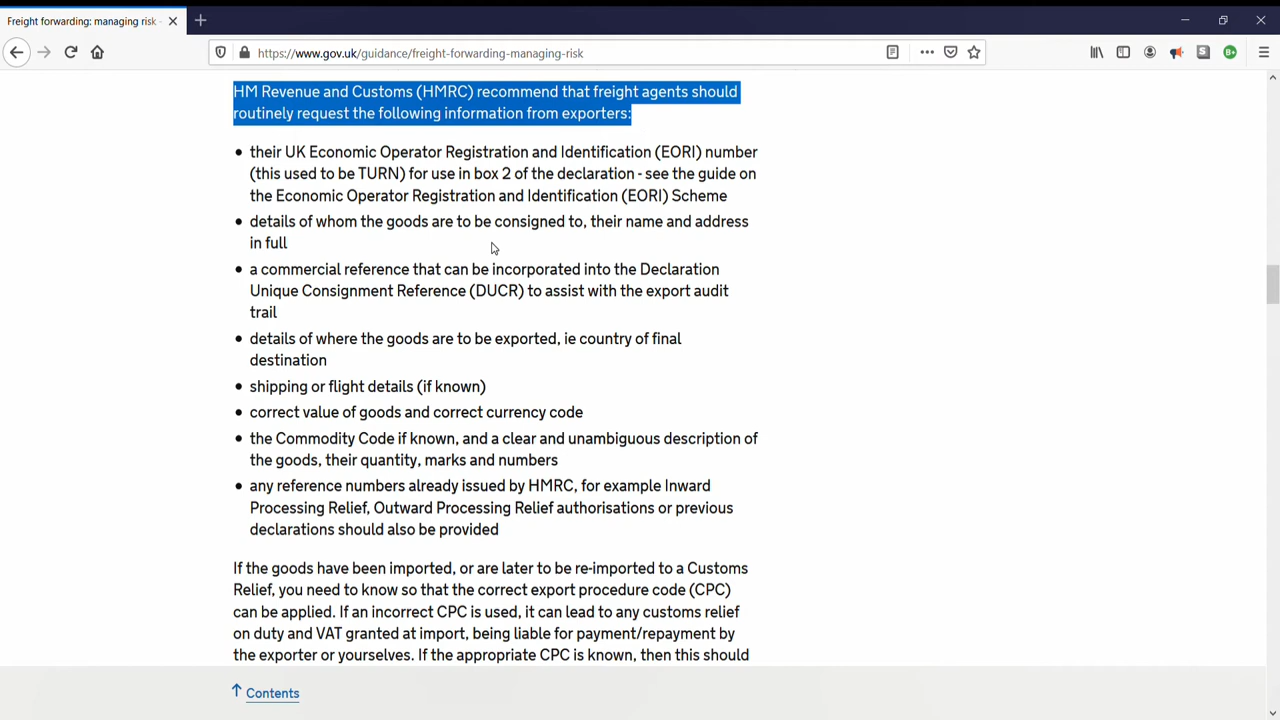 Freight forwarding: managing risk -
https://www.gov.uk/guidance/freight-forwarding-managing-risk
HM Revenue and Customs (HMRC) recommend that freight agents should
routinely request the following information from exporters:
• their UK Economic Operator Registration and Identification (EORI) number
(this used to be TURN) for use in box 2 of the declaration - see the guide on
the Economic Operator Registration and Identification (EORI) Scheme
• details of whom the goods are to be consigned to, their name and address
in full
• a commercial reference that can be incorporated into the Declaration
Unique Consignment Reference (DUCR) to assist with the export audit
trail
• details of where the goods are to be exported, ie country of final
destination
• shipping or flight details (if known)
• correct value of goods and correct currency code
• the Commodity Code if known, and a clear and unambiguous description of
the goods, their quantity, marks and numbers
• any reference numbers already issued by HMRC, for example Inward
Processing Relief, Outward Processing Relief authorisations or previous
declarations should also be provided
If the goods have been imported, or are later to be re-imported to a Customs
Relief, you need to know so that the correct export procedure code (CPC)
can be applied. If an incorrect CPC is used, it can lead to any customs relief
on duty and VAT granted at import, being liable for payment/repayment by
the exporter or yourselves. If the appropriate CPC is known, then this should
Contents